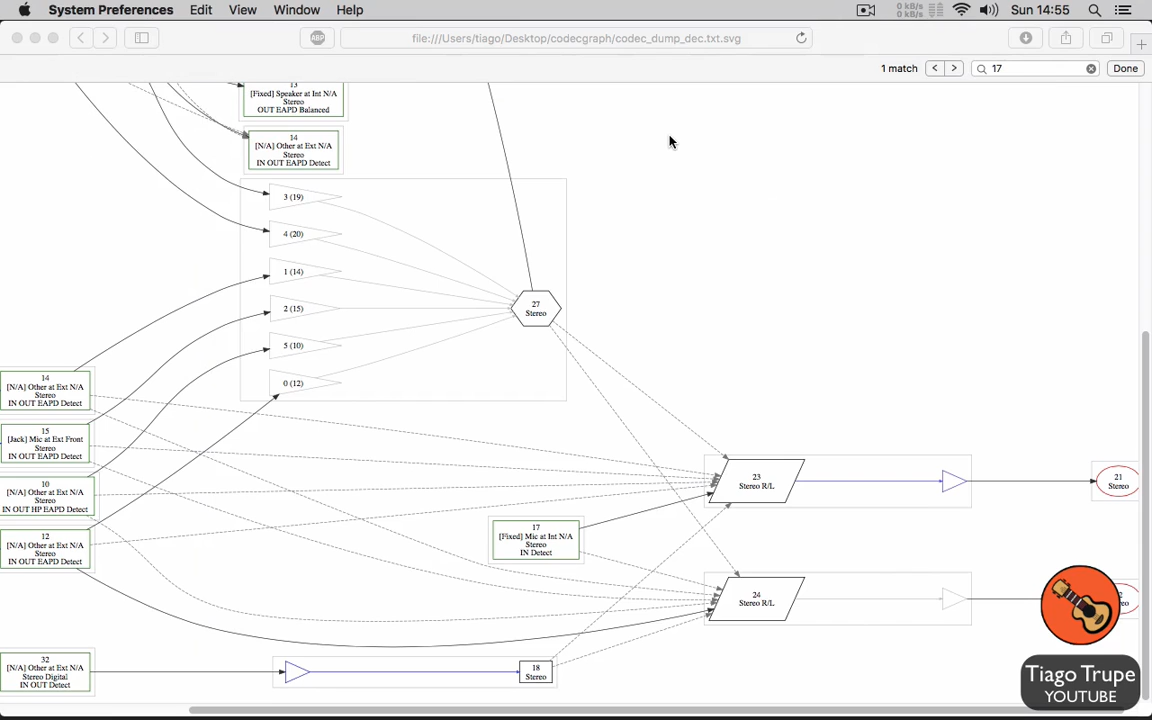 System Preferences Edit View Window Help
0 kB/s
0 kB/s
Sun 14:55
ABP
file:///Users/tiago/Desktop/codecgraph/codec_dump_dec.txt.svg
1 match
17
Done
13
[Fixed] Speaker at Int N/A
Stereo
OUT EAPD Balanced
14
[N/A] Other at Ext N/A
Stereo
IN OUT EAPD Detect
3 (19)
4 (20)
1 (14)
2 (15)
5 (10)
0 (12)
27
Stereo
14
[N/A] Other at Ext N/A
Stereo
IN OUT EAPD Detect
15
[Jack] Mic at Ext Front
Stereo
IN OUT EAPD Detect
10
[N/A] Other at Ext N/A
Stereo
IN OUT HP EAPD Detect
12
[N/A] Other at Ext N/A
Stereo
IN OUT EAPD Detect
32
[N/A] Other at Ext N/A
Stereo Digital
IN OUT Detect
17
[Fixed] Mic at Int N/A
Stereo
IN Detect
18
Stereo
23
Stereo R/L
24
Stereo R/L
21
Stereo
Tiago Trupe
YOUTUBE